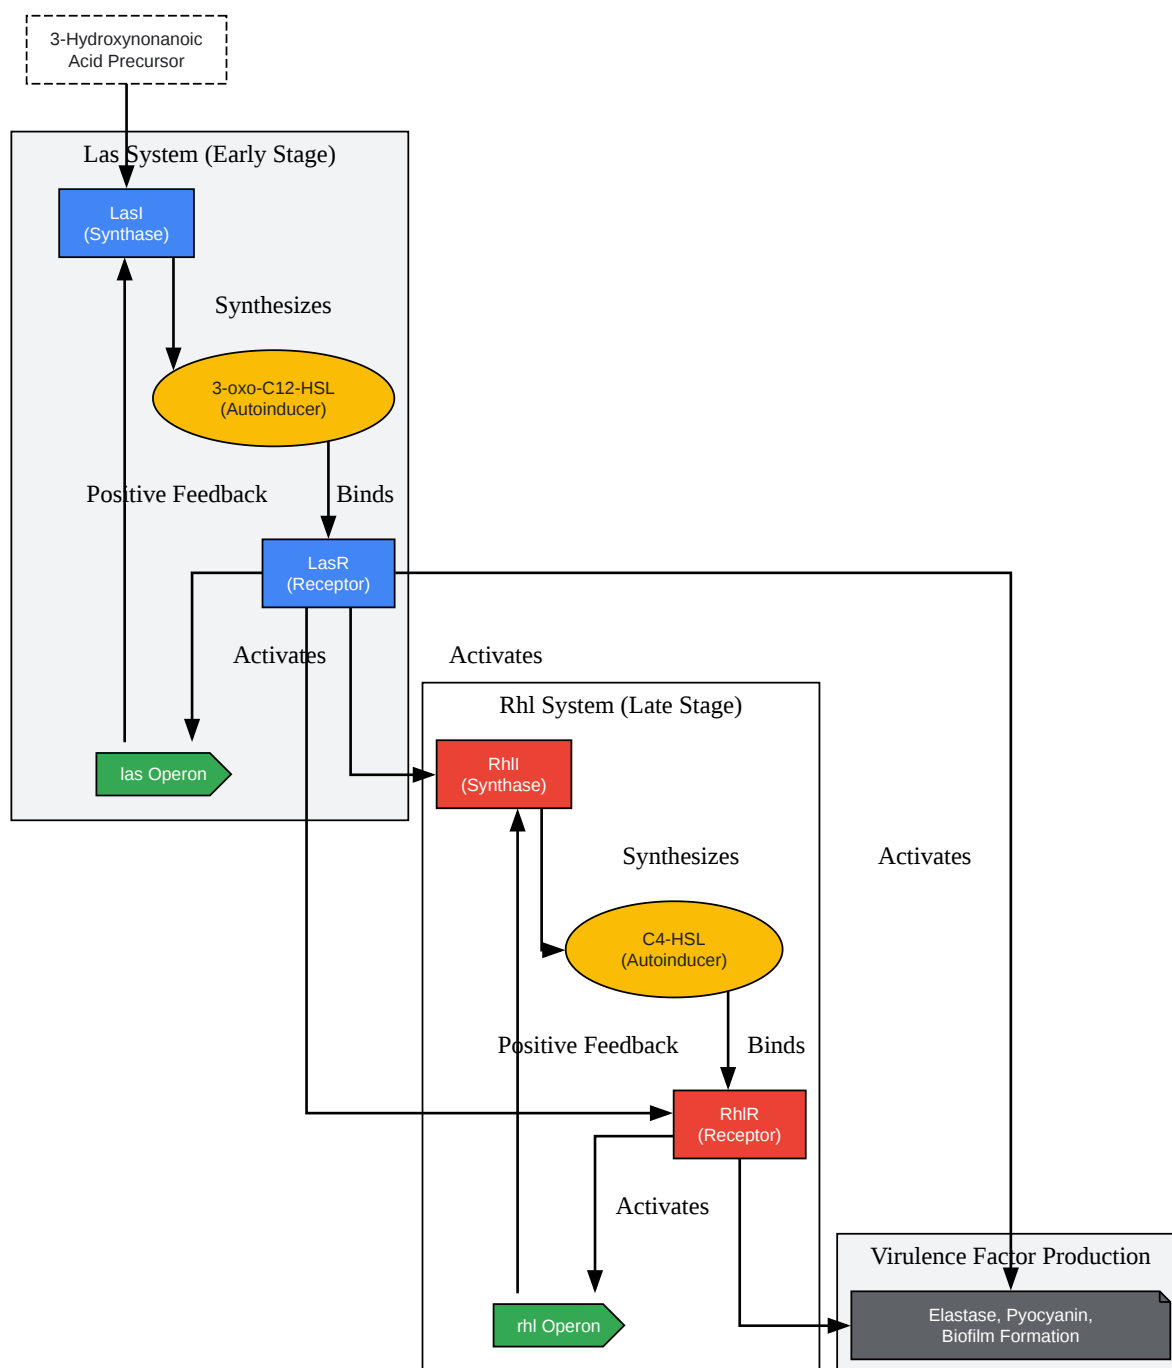 3-Hydroxynonanoic
Acid Precursor
Las System (Early Stage)
LasI
(Synthase)
Synthesizes
3-oxo-C12-HSL
(Autoinducer)
Positive Feedback
Binds
LasR
(Receptor)
Activates
Activates
Rhl System (Late Stage)
las Operon
RhlI
(Synthase)
Synthesizes
Activates
C4-HSL
(Autoinducer)
Positive Feedback
Binds
RhlR
(Receptor)
Activates
Virulence Factor Production
rhl Operon
Elastase, Pyocyanin,
Biofilm Formation